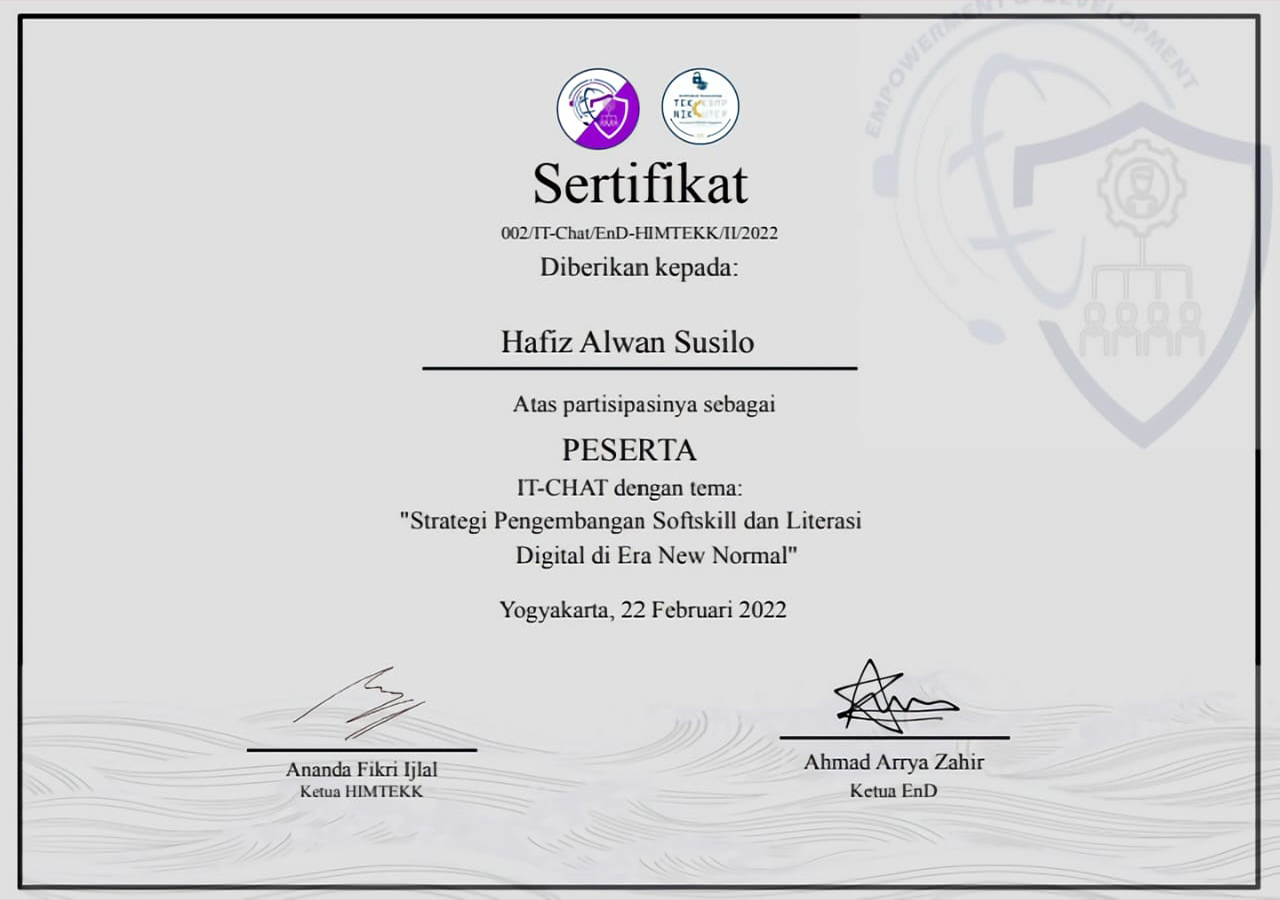 EMPOWERMENT & DEVELOPMENT
Sertifikat
002/IT-Chat/EnD-HIMTEKK/II/2022
Diberikan kepada:
Hafiz Alwan Susilo
Atas partisipasinya sebagai
PESERTA
IT-CHAT dengan tema:
"Strategi Pengembangan Softskill dan Literasi
Digital di Era New Normal"
Yogyakarta, 22 Februari 2022
Ananda Fikri Ijlal
Ketua HIMTEKK
Ahmad Arrya Zahir
Ketua EnD